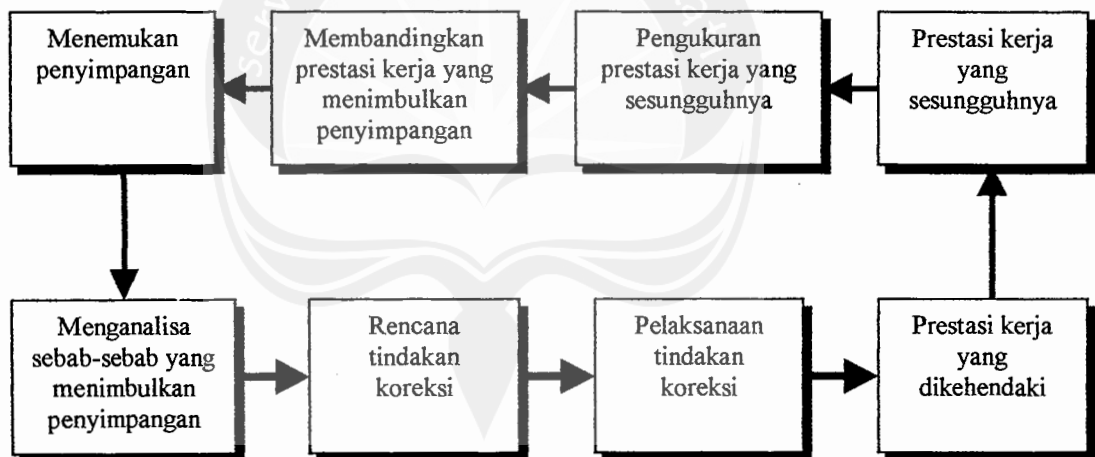 Menemukan
penyimpangan
Membandingkan
prestasi kerja yang
menimbulkan
penyimpangan
Pengukuran
prestasi kerja yang
sesungguhnya
Prestasi kerja
yang
sesungguhnya
Menganalisa
sebab-sebab yang
menimbulkan
penyimpangan
Rencana
tindakan
koreksi
Pelaksanaan
tindakan
koreksi
Prestasi kerja
yang
dikehendaki